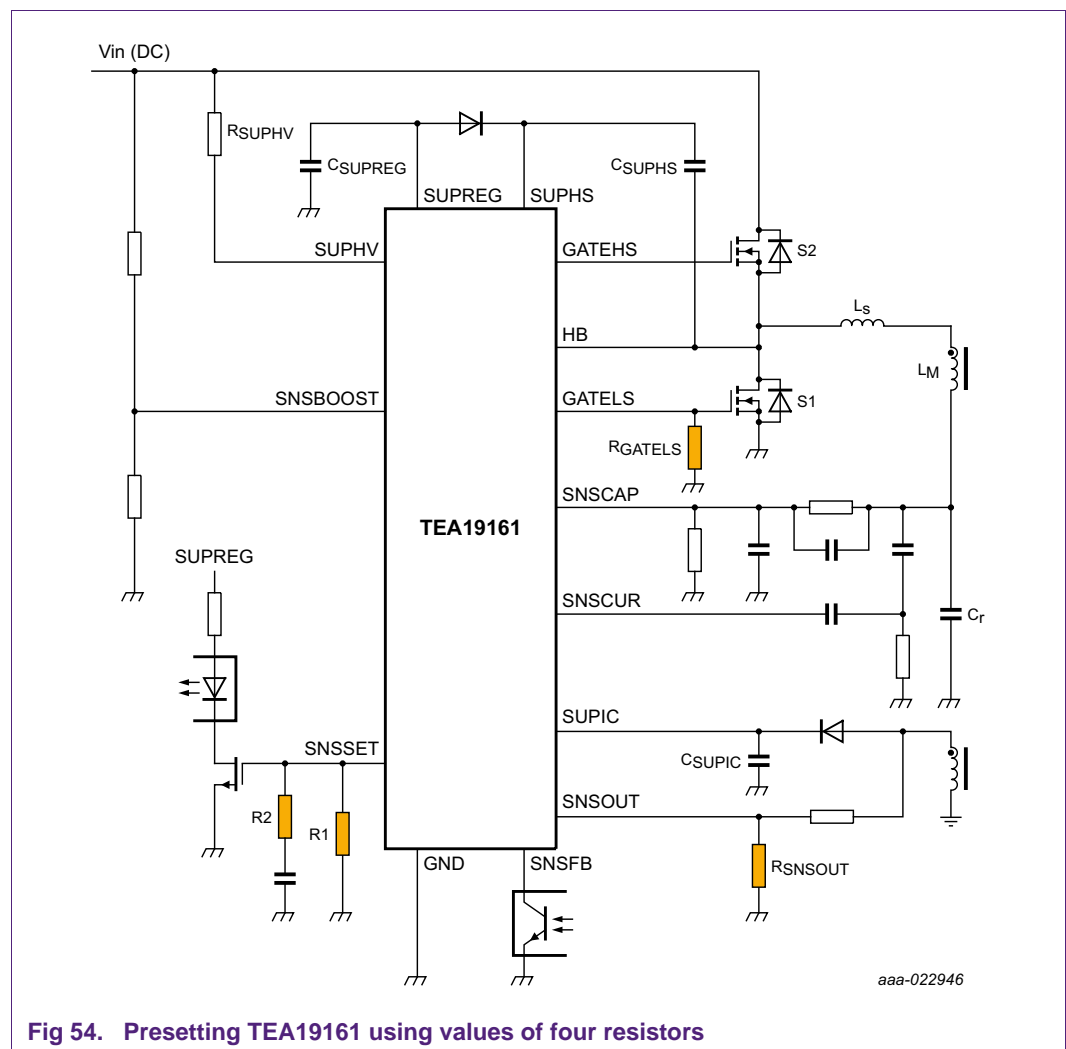 Vin (DC)
RSUPHV
CSUPREG
CSUPHS
SUPREG
SUPHS
SUPHV
GATEHS
S2
LS
HB
LM
SNSBOOST
GATELS
S1
RGATELS
SNSCAP
TEA19161
SUPREG
SNSCUR
Cr
SUPIC
SNSSET
CSUPIC
SNSOUT
R2
R1
RSNSOUT
GND
SNSFB
aaa-022946
Fig 54. Presetting TEA19161 using values of four resistors